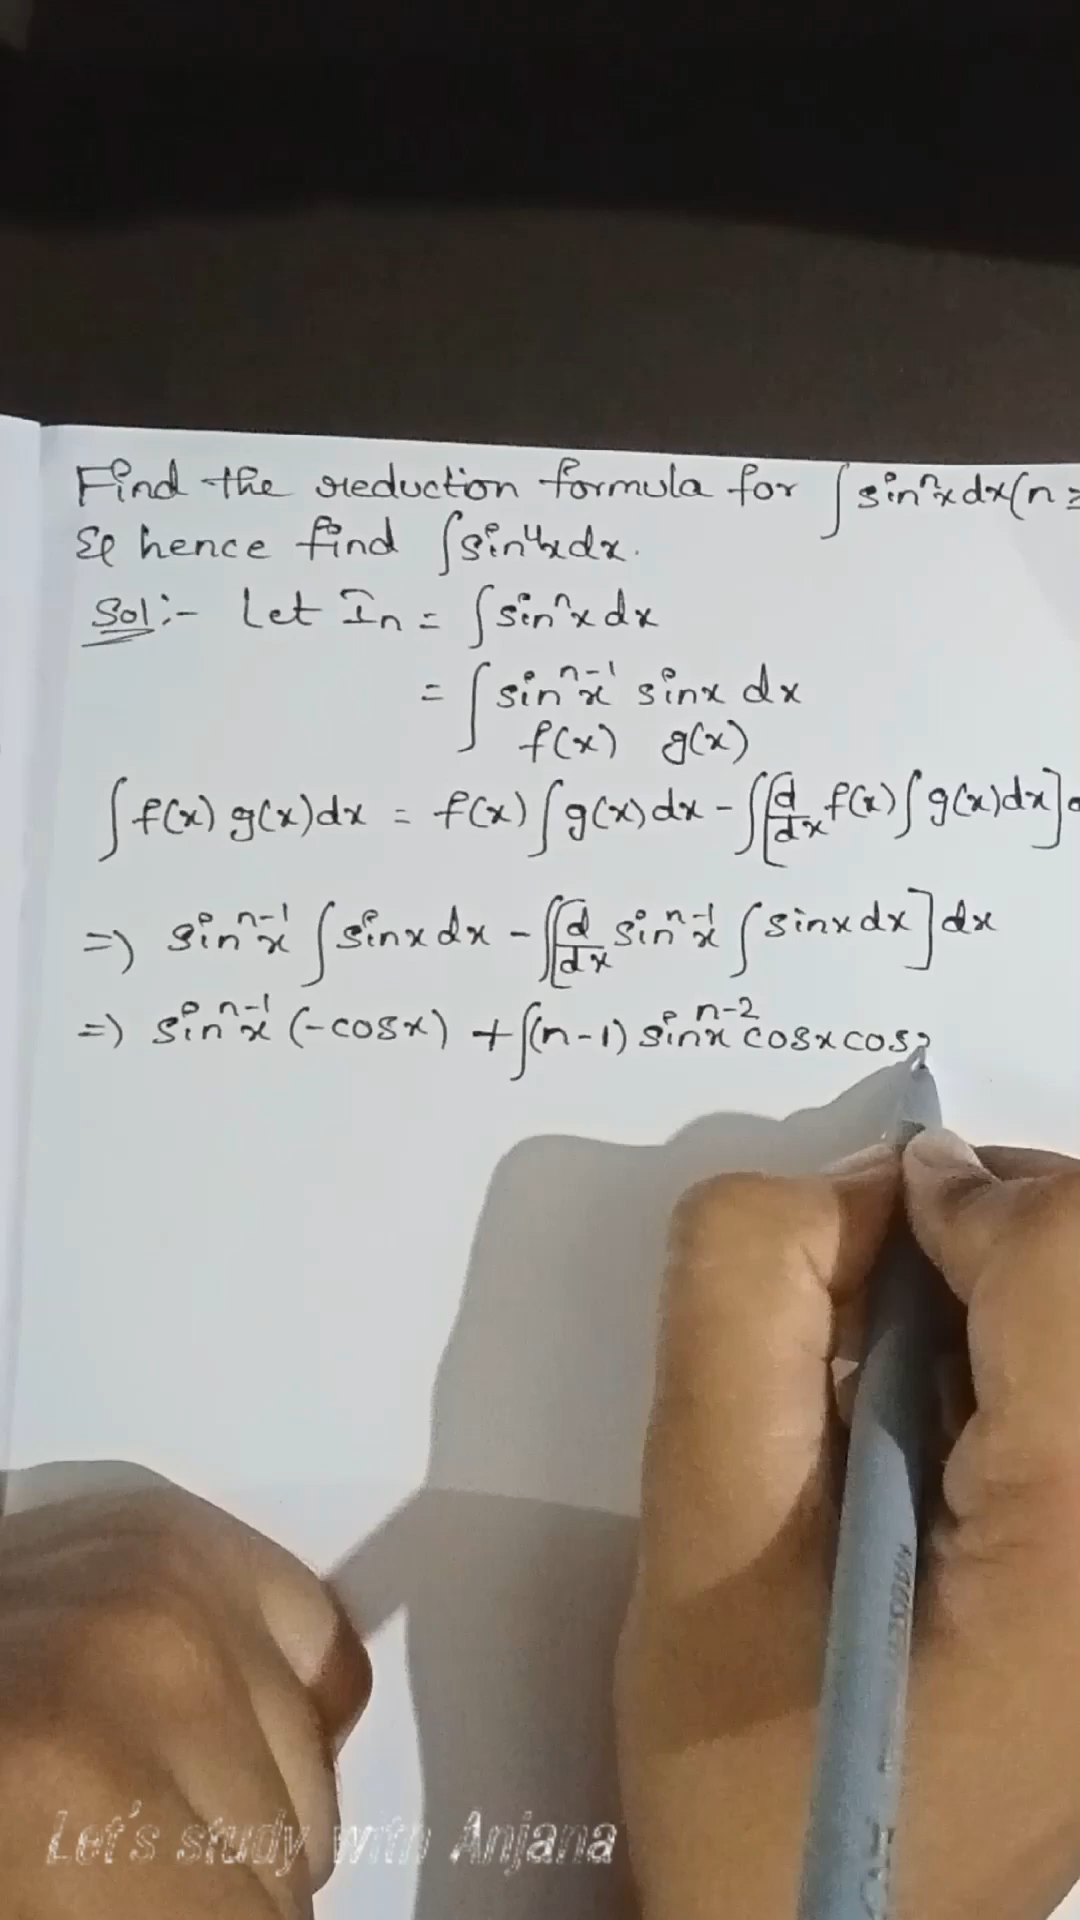 Find the reduction formula for ∫sinⁿx dx (n ≥
& hence find ∫sin⁴x dx.
Sol:- Let Iₙ = ∫sinⁿx dx
= ∫sinⁿ⁻¹x sinx dx
f(x) g(x)
∫f(x) g(x)dx = f(x)∫g(x)dx - ∫[d/dx f(x)∫g(x)dx]d
=) sinⁿ⁻¹x ∫sinx dx - ∫[d/dx sinⁿ⁻¹x ∫sinx dx]dx
=) sinⁿ⁻¹x (-cosx) + ∫(n-1) sinⁿ⁻²x cosx cos
Let's study with Anjana